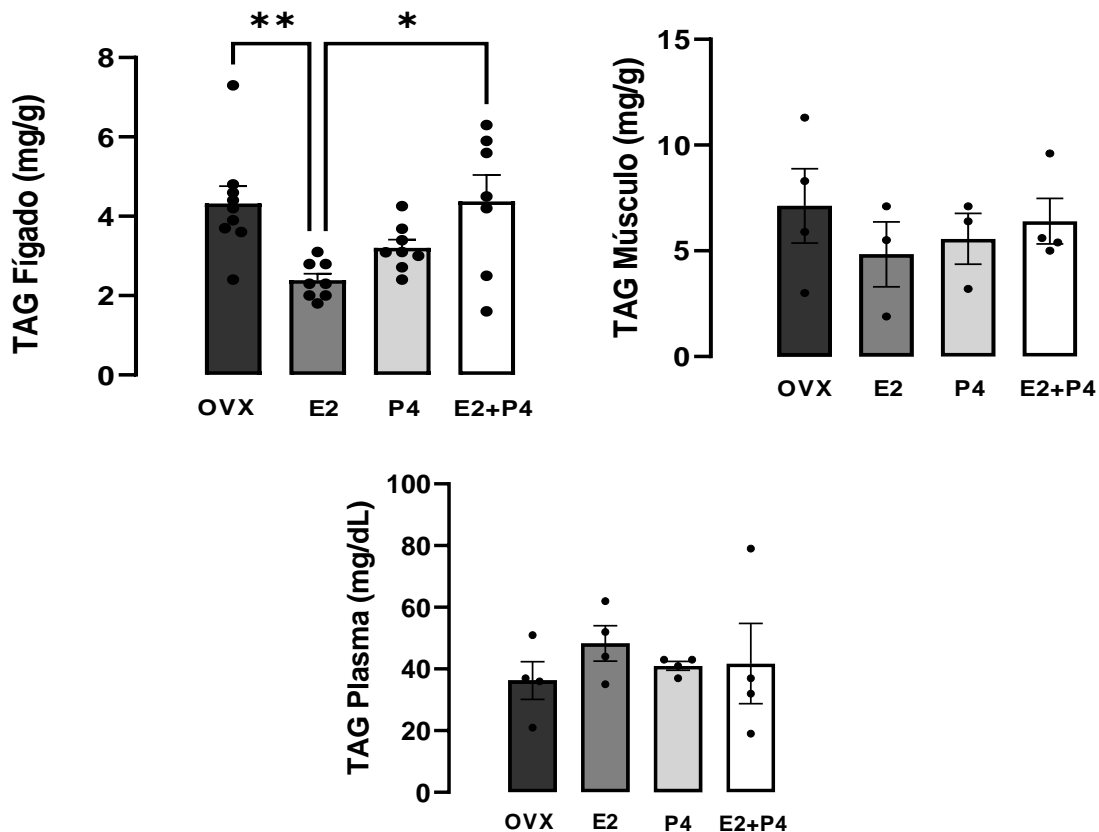 ** *
TAG Fígado (mg/g)
8
6
4
2
0
OVX E2 P4 E2+P4
TAG Músculo (mg/g)
15
10
5
0
OVX E2 P4 E2+P4
TAG Plasma (mg/dL)
100
80
60
40
20
0
OVX E2 P4 E2+P4